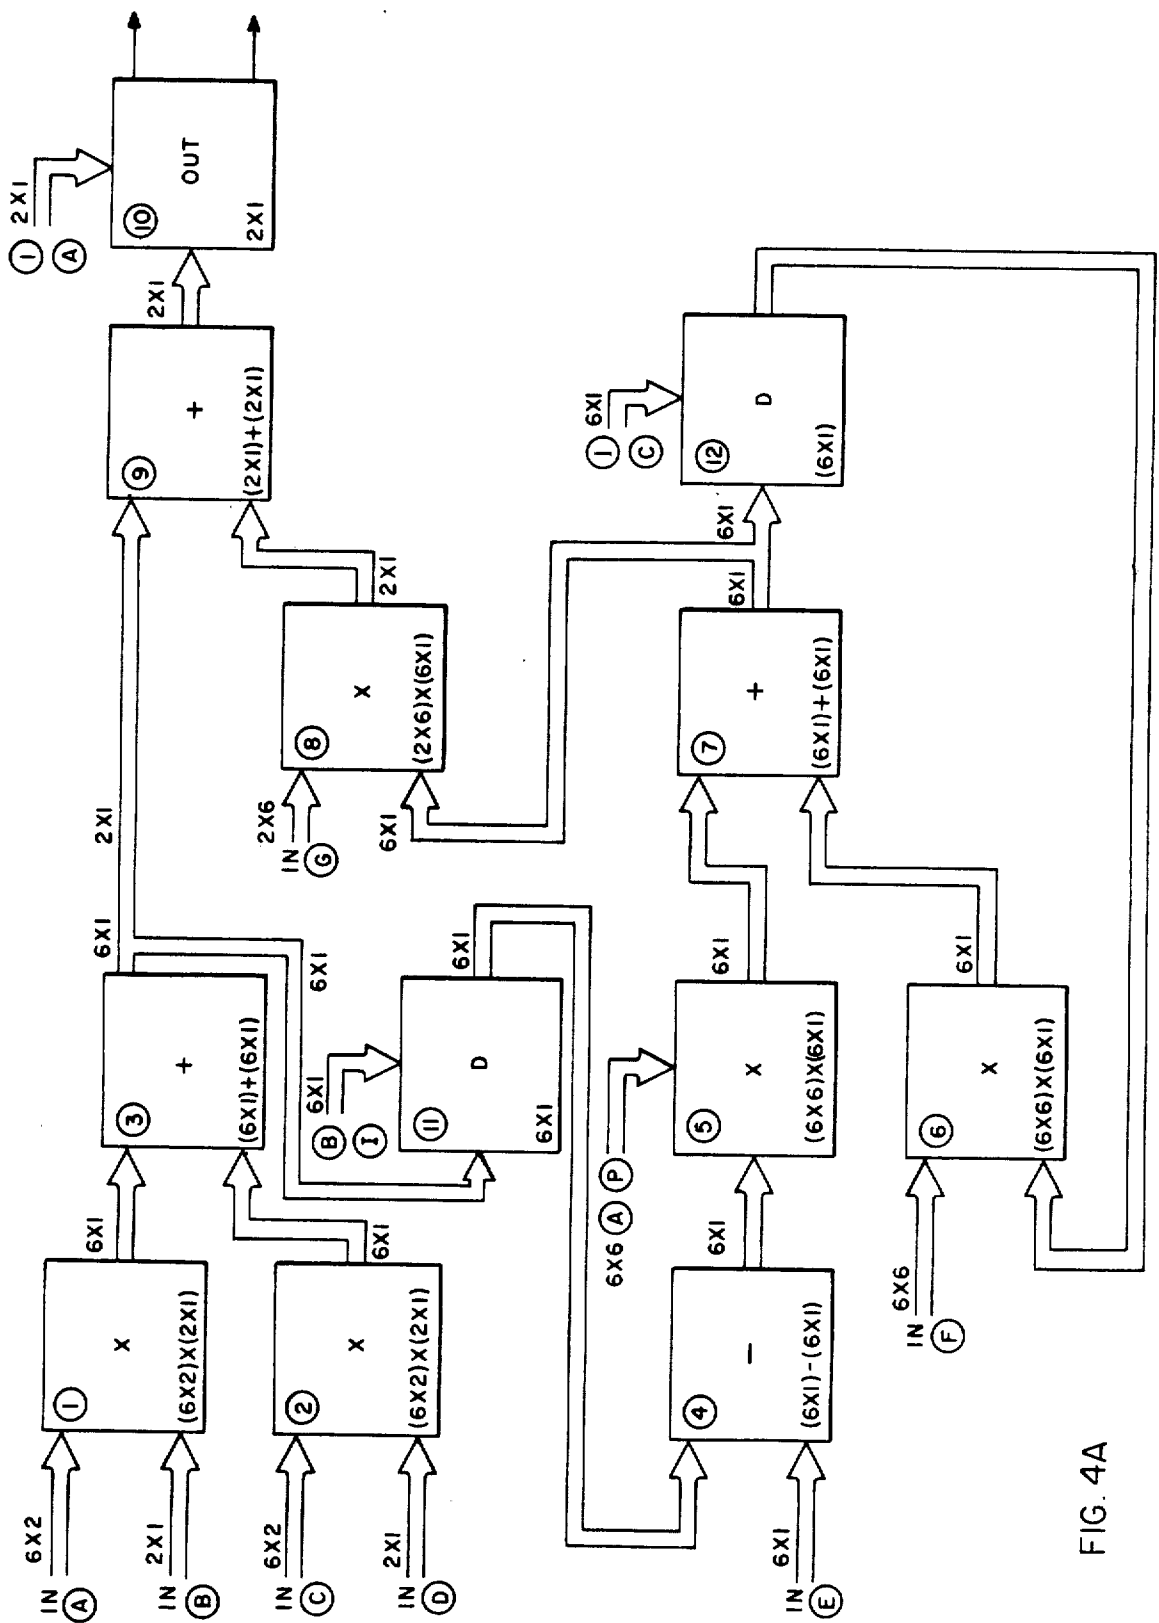 IN 6X2
Ⓐ
IN 2X1
Ⓑ
①
X
(6X2)X(2X1)
6X1
IN 6X2
Ⓒ
IN 2X1
Ⓓ
②
X
(6X2)X(2X1)
6X1
③
+
(6X1)+(6X1)
6X1
2X1
6X1
Ⓑ 6X1
Ⓘ
⑪
D
6X1
6X1
IN 2X6
Ⓖ
6X1
⑧
X
(2X6)X(6X1)
2X1
⑨
+
(2X1)+(2X1)
2X1
① 2X1
Ⓐ
⑩
OUT
2X1
IN 6X1
Ⓔ
④
−
(6X1)-(6X1)
6X1
6X6 Ⓐ Ⓟ
⑤
X
(6X6)X(6X1)
6X1
IN 6X6
Ⓕ
⑥
X
(6X6)X(6X1)
6X1
⑦
+
(6X1)+(6X1)
6X1
6X1
① 6X1
Ⓒ
⑫
D
(6X1)
FIG. 4A